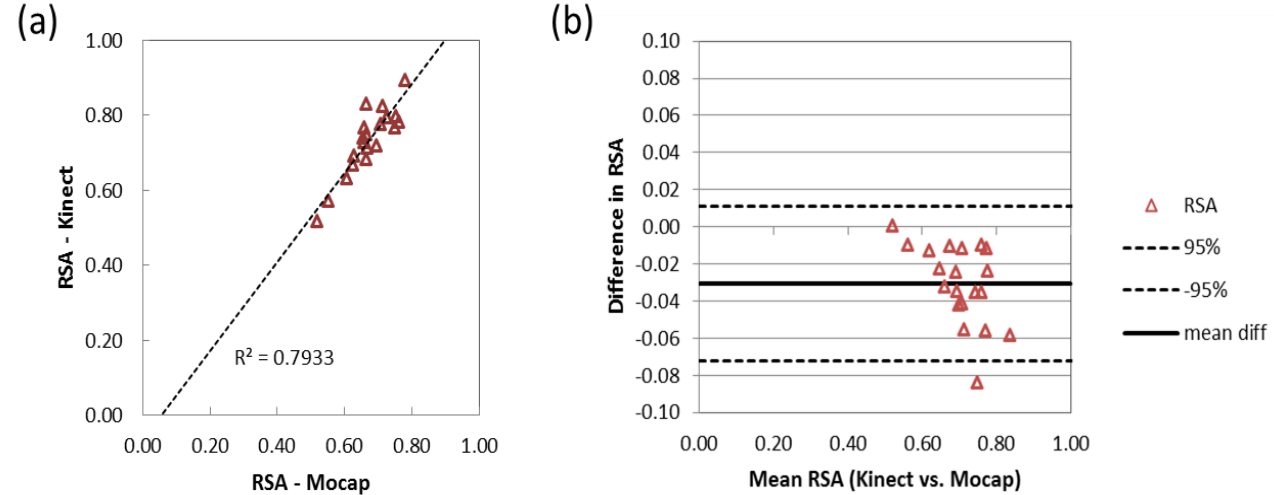 (a)
1.00
0.80
0.60
0.40
0.20
0.00
RSA - Kinect
R² = 0.7933
0.00 0.20 0.40 0.60 0.80 1.00
RSA - Mocap
(b)
0.10
0.08
0.06
0.04
0.02
0.00
-0.02
-0.04
-0.06
-0.08
-0.10
Difference in RSA
0.00 0.20 0.40 0.60 0.80 1.00
Mean RSA (Kinect vs. Mocap)
RSA
95%
-95%
mean diff